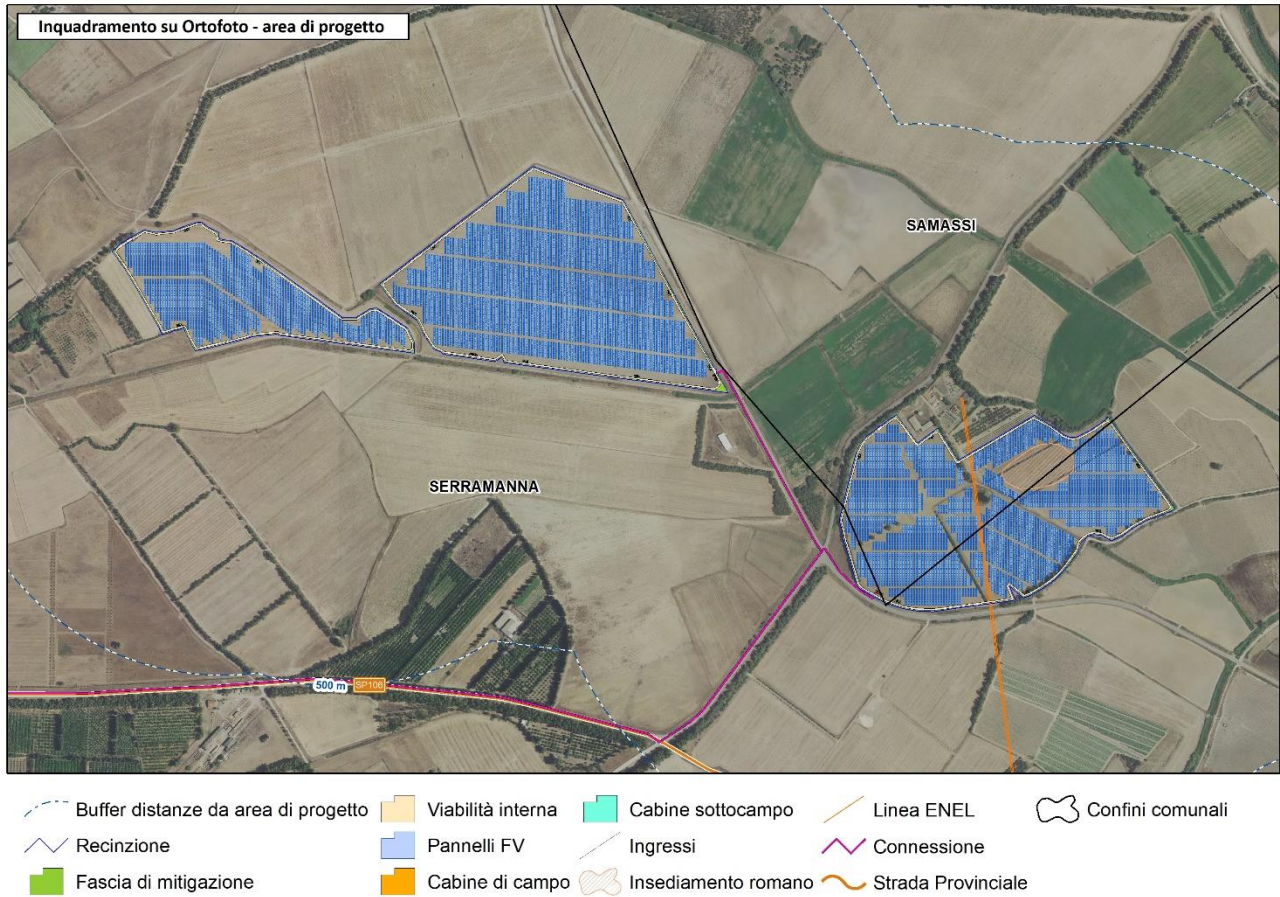 Inquadramento su Ortofoto - area di progetto
SAMASSI
SERRAMANNA
500 m SP106
Buffer distanze da area di progetto
Viabilità interna
Cabine sottocampo
Linea ENEL
Confini comunali
Recinzione
Pannelli FV
Ingressi
Connessione
Fascia di mitigazione
Cabine di campo
Insediamento romano
Strada Provinciale